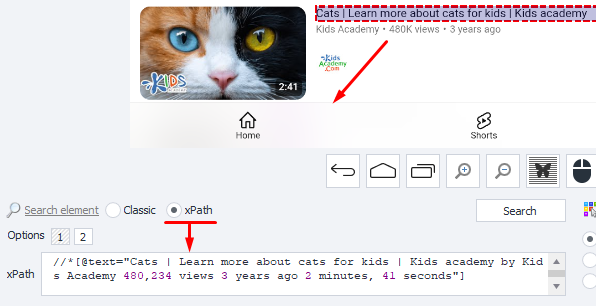 Cats | Learn more about cats for kids | Kids academy
Kids Academy • 480K views • 3 years ago
Kids
Academy
.Com
KIDS
academy
2:41
Home
Shorts
Search element
Classic
xPath
Search
Options
1
2
xPath
//*[@text="Cats | Learn more about cats for kids | Kids academy by Kid
s Academy 480,234 views 3 years ago 2 minutes, 41 seconds"]